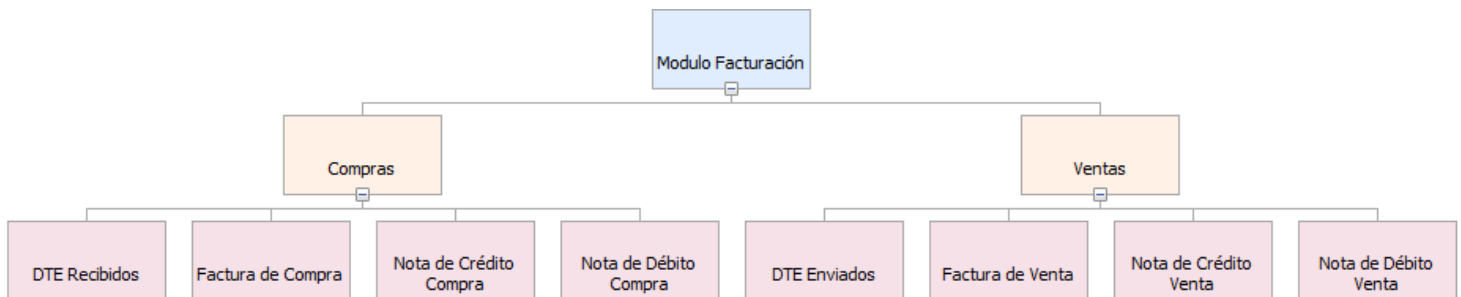 Modulo Facturación
Compras
Ventas
DTE Recibidos
Factura de Compra
Nota de Crédito
Compra
Nota de Débito
Compra
DTE Enviados
Factura de Venta
Nota de Crédito
Venta
Nota de Débito
Venta